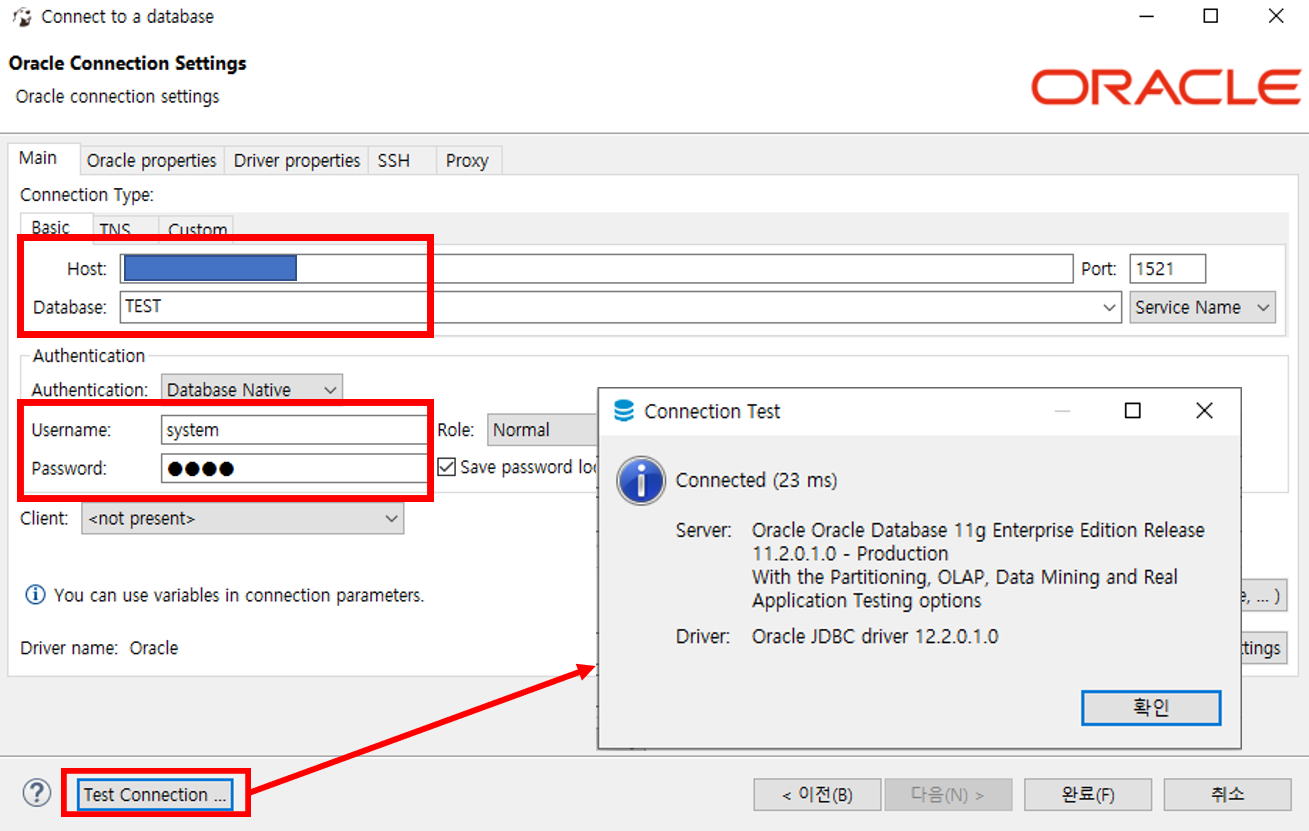 Connect to a database
Oracle Connection Settings
Oracle connection settings
ORACLE
Main Oracle properties Driver properties SSH Proxy
Connection Type:
Basic TNS Custom
Host: Port: 1521
Database: TEST Service Name
Authentication
Authentication: Database Native
Username: system Role: Normal
Password: ●●●● Save password
Client: <not present>
You can use variables in connection parameters.
Driver name: Oracle
Connection Test
Connected (23 ms)
Server: Oracle Oracle Database 11g Enterprise Edition Release
11.2.0.1.0 - Production
With the Partitioning, OLAP, Data Mining and Real
Application Testing options
Driver: Oracle JDBC driver 12.2.0.1.0
확인
... )
Test Connection ...
< 이전(B) 다음(N) > 완료(F) 취소